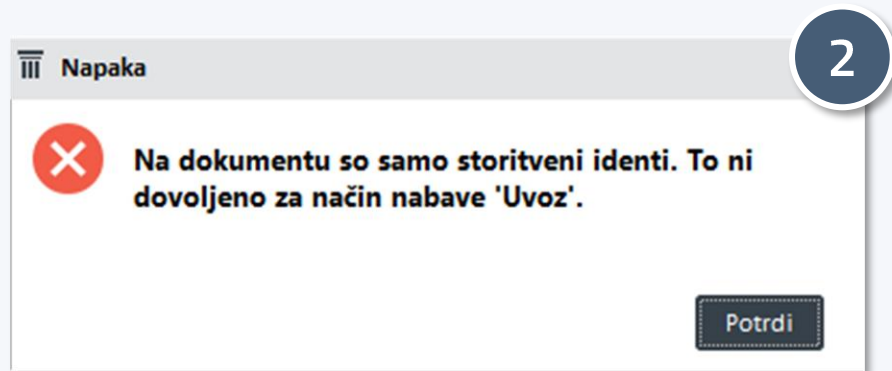 2
Napaka
Na dokumentu so samo storitveni identi. To ni
dovoljeno za način nabave 'Uvoz'.
Potrdi